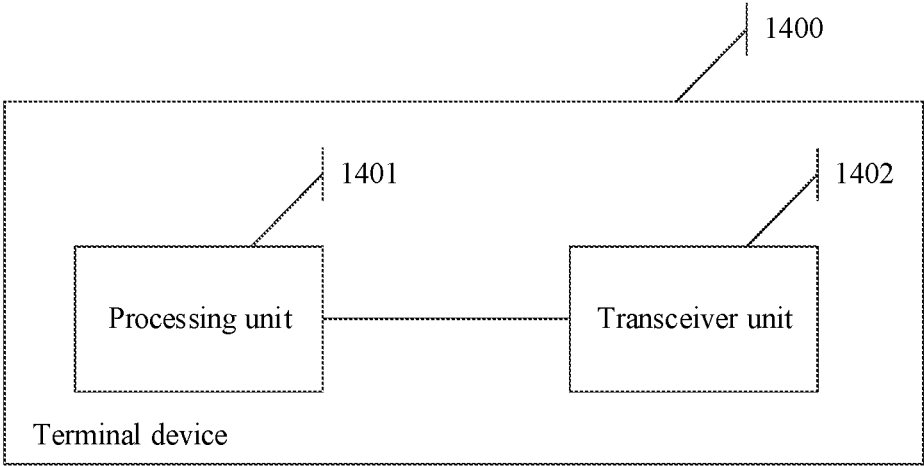 1400
1401
1402
Processing unit
Transceiver unit
Terminal device